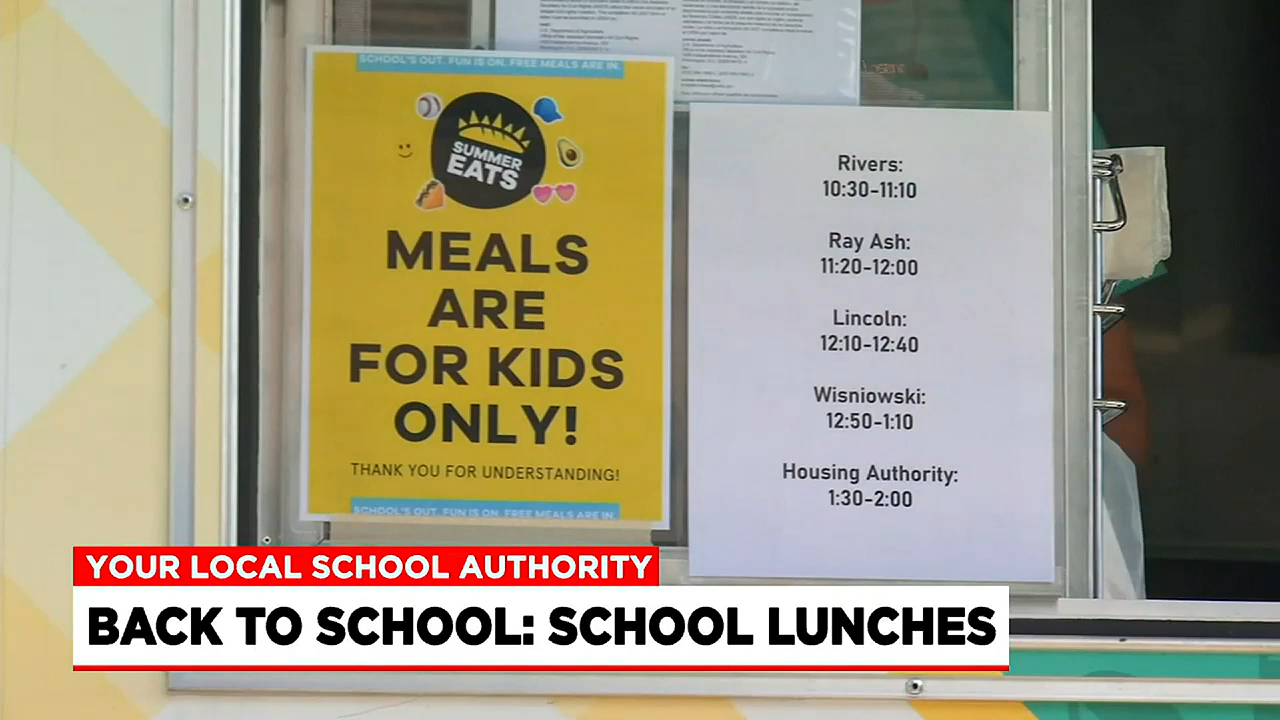 SCHOOL'S OUT. FUN IS ON. FREE MEALS ARE IN.
SUMMER
EATS
MEALS
ARE
FOR KIDS
ONLY!
THANK YOU FOR UNDERSTANDING!
SCHOOL'S OUT. FUN IS ON. FREE MEALS ARE IN.
Rivers:
10:30-11:10
Ray Ash:
11:20-12:00
Lincoln:
12:10-12:40
Wisniowski:
12:50-1:10
Housing Authority:
1:30-2:00
YOUR LOCAL SCHOOL AUTHORITY
BACK TO SCHOOL: SCHOOL LUNCHES